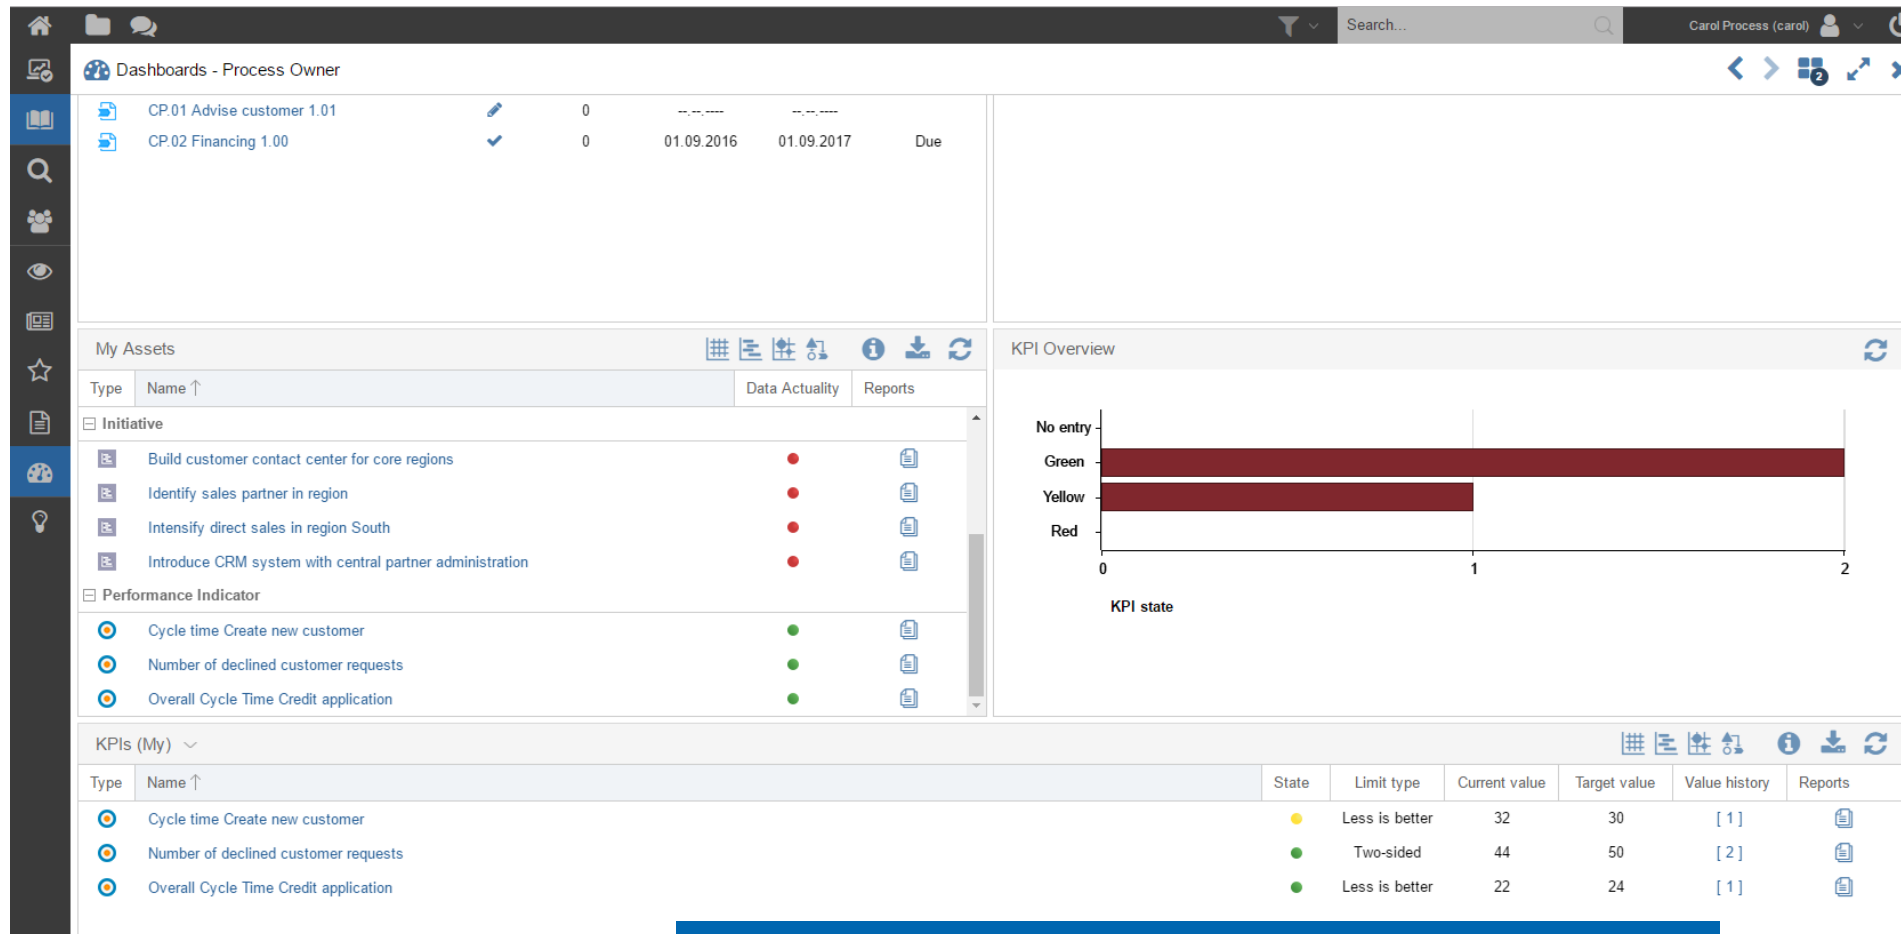 Search...
Carol Process (carol)
Dashboards - Process Owner
2
CP.01 Advise customer 1.01 0 --.--.---- --.--.----
CP.02 Financing 1.00 0 01.09.2016 01.09.2017 Due
My Assets
Type Name Data Actuality Reports
Initiative
Build customer contact center for core regions
Identify sales partner in region
Intensify direct sales in region South
Introduce CRM system with central partner administration
Performance Indicator
Cycle time Create new customer
Number of declined customer requests
Overall Cycle Time Credit application
KPI Overview
No entry
Green
Yellow
Red
0 1 2
KPI state
KPIs (My)
Type Name State Limit type Current value Target value Value history Reports
Cycle time Create new customer Less is better 32 30 [ 1 ]
Number of declined customer requests Two-sided 44 50 [ 2 ]
Overall Cycle Time Credit application Less is better 22 24 [ 1 ]